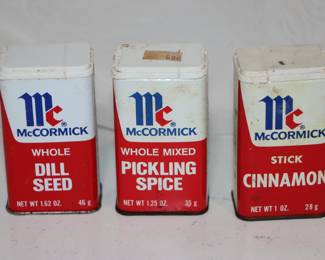 Mc
McCORMICK
WHOLE
DILL
SEED
NET WT 1.62 OZ. 46 g
Mc
McCORMICK
WHOLE MIXED
PICKLING
SPICE
NET WT 1.25 OZ. 35 g
Mc
McCORMICK
STICK
CINNAMON
NET WT 1 OZ. 28 g